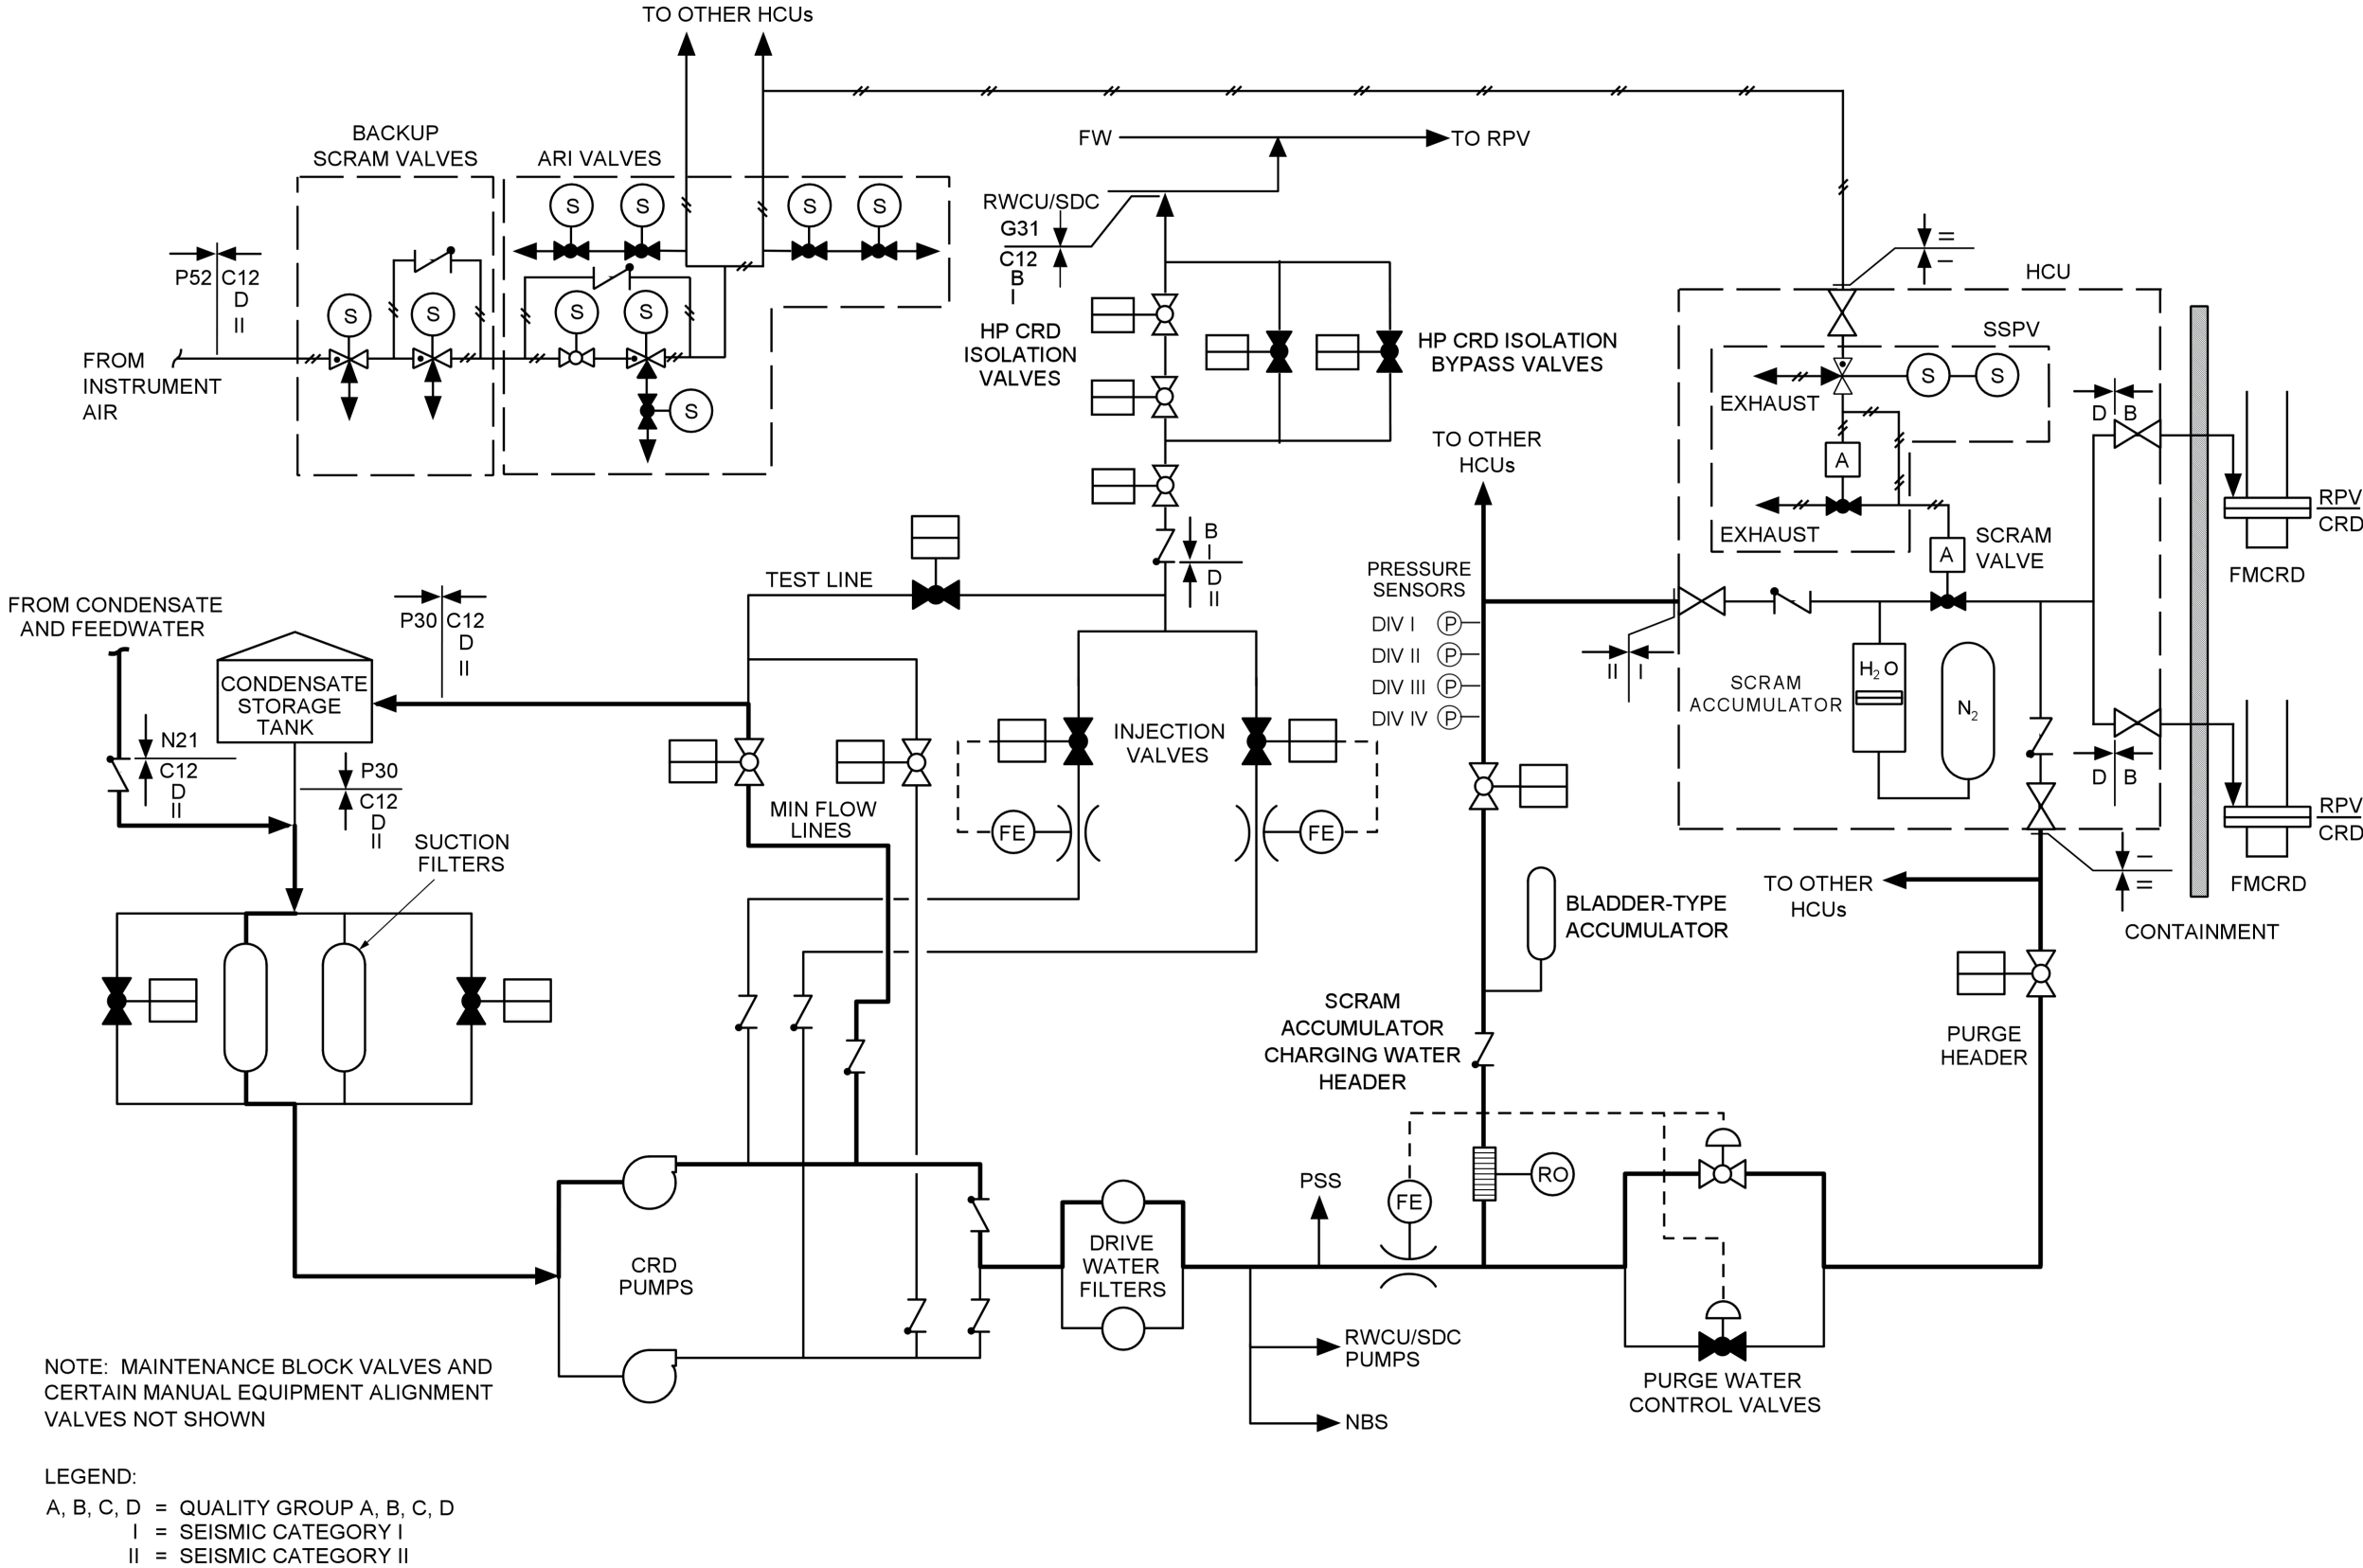 TO OTHER HCUs
BACKUP
SCRAM VALVES
ARI VALVES
S
S
S
S
S
S
S
S
S
P52
C12
D
II
FROM
INSTRUMENT
AIR
FW
TO RPV
RWCU/SDC
G31
C12
B
I
HP CRD
ISOLATION
VALVES
HP CRD ISOLATION
BYPASS VALVES
B
I
D
II
II
I
HCU
SSPV
S
S
EXHAUST
A
EXHAUST
A
SCRAM
VALVE
D
B
RPV
CRD
FMCRD
TO OTHER
HCUs
PRESSURE
SENSORS
DIV I
P
DIV II
P
DIV III
P
DIV IV
P
II
I
SCRAM
ACCUMULATOR
H2O
N2
D
B
RPV
CRD
FMCRD
I
II
TO OTHER
HCUs
CONTAINMENT
TEST LINE
FROM CONDENSATE
AND FEEDWATER
P30
C12
D
II
CONDENSATE
STORAGE
TANK
N21
C12
D
II
P30
C12
D
II
SUCTION
FILTERS
MIN FLOW
LINES
INJECTION
VALVES
FE
FE
BLADDER-TYPE
ACCUMULATOR
SCRAM
ACCUMULATOR
CHARGING WATER
HEADER
PURGE
HEADER
CRD
PUMPS
DRIVE
WATER
FILTERS
PSS
FE
RO
RWCU/SDC
PUMPS
NBS
PURGE WATER
CONTROL VALVES
NOTE: MAINTENANCE BLOCK VALVES AND
CERTAIN MANUAL EQUIPMENT ALIGNMENT
VALVES NOT SHOWN
LEGEND:
A, B, C, D = QUALITY GROUP A, B, C, D
I = SEISMIC CATEGORY I
II = SEISMIC CATEGORY II